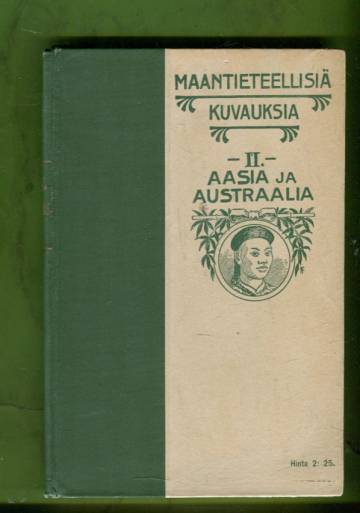 MAANTIETEELLISIÄ
KUVAUKSIA
– II. –
AASIA JA
AUSTRAALIA
Hinta 2: 25.